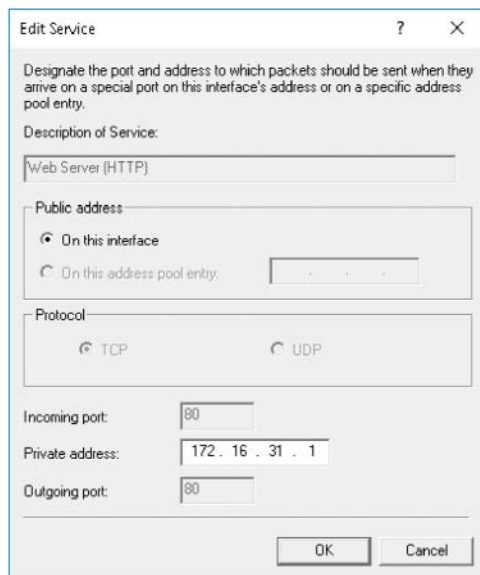 Edit Service
? X
Designate the port and address to which packets should be sent when they
arrive on a special port on this interface's address or on a specific address
pool entry.
Description of Service:
Web Server (HTTP)
Public address
On this interface
On this address pool entry:
. . .
Protocol
TCP UDP
Incoming port: 80
Private address: 172 . 16 . 31 . 1
Outgoing port: 80
OK Cancel